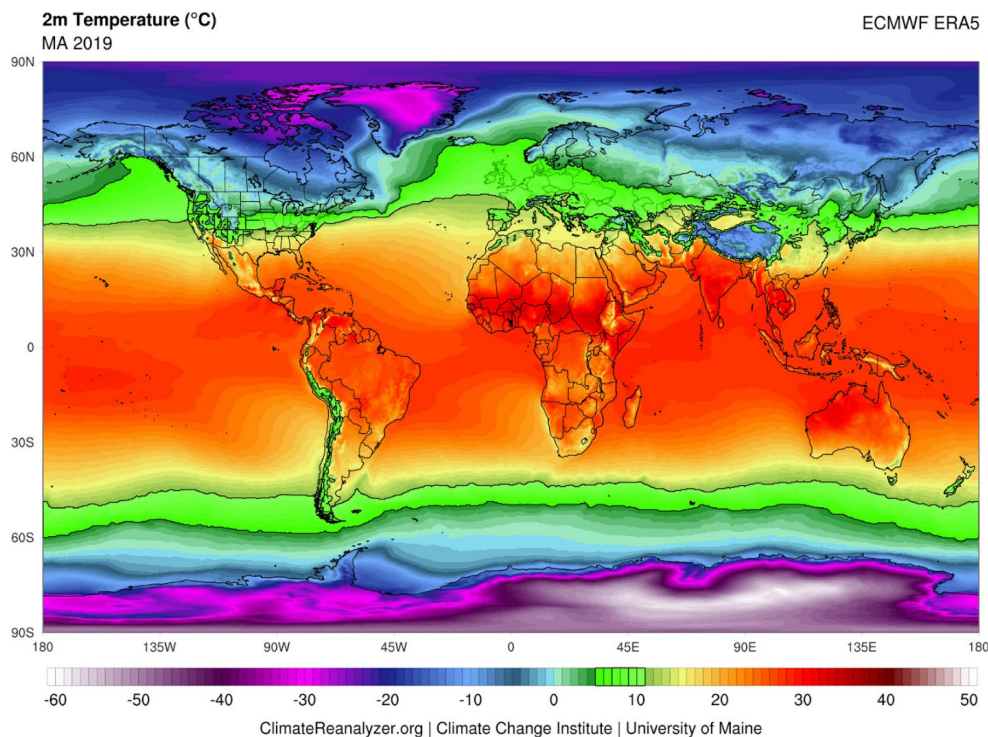 2m Temperature (°C)
ECMWF ERA5
MA 2019
90N
60N
30N
0
30S
60S
90S
180 135W 90W 45W 0 45E 90E 135E 180
-60 -50 -40 -30 -20 -10 0 10 20 30 40 50
ClimateReanalyzer.org | Climate Change Institute | University of Maine